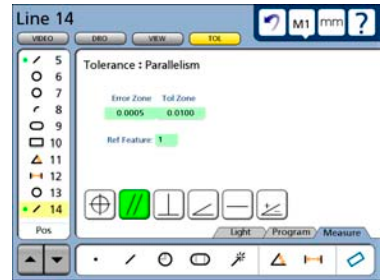 Line 14
M1 mm ?
VIDEO DRO VIEW TOL
5
6
7
8
9
10
11
12
13
14
Pos
Tolerance : Parallelism
Error Zone Tol Zone
0.0005 0.0100
Ref Feature 1
Light Program Measure